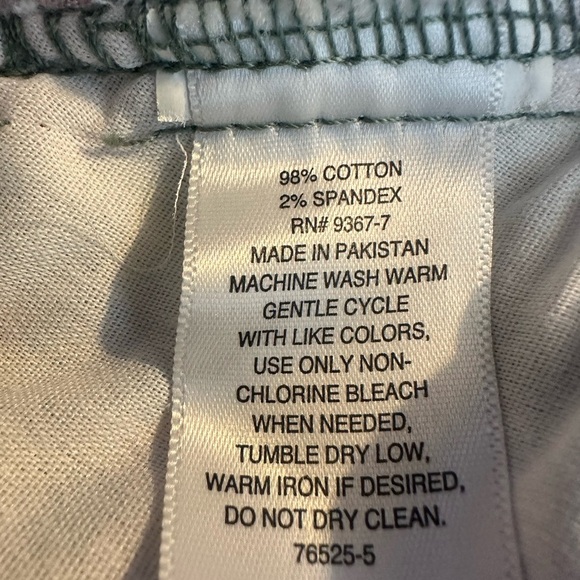 98% COTTON
2% SPANDEX
RN# 9367-7
MADE IN PAKISTAN
MACHINE WASH WARM
GENTLE CYCLE
WITH LIKE COLORS,
USE ONLY NON-
CHLORINE BLEACH
WHEN NEEDED,
TUMBLE DRY LOW,
WARM IRON IF DESIRED,
DO NOT DRY CLEAN.
76525-5